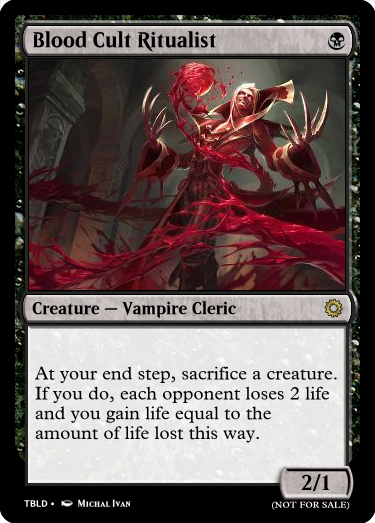 Blood Cult Ritualist
Creature — Vampire Cleric
At your end step, sacrifice a creature.
If you do, each opponent loses 2 life
and you gain life equal to the
amount of life lost this way.
2/1
TBLD • Michal Ivan
(NOT FOR SALE)